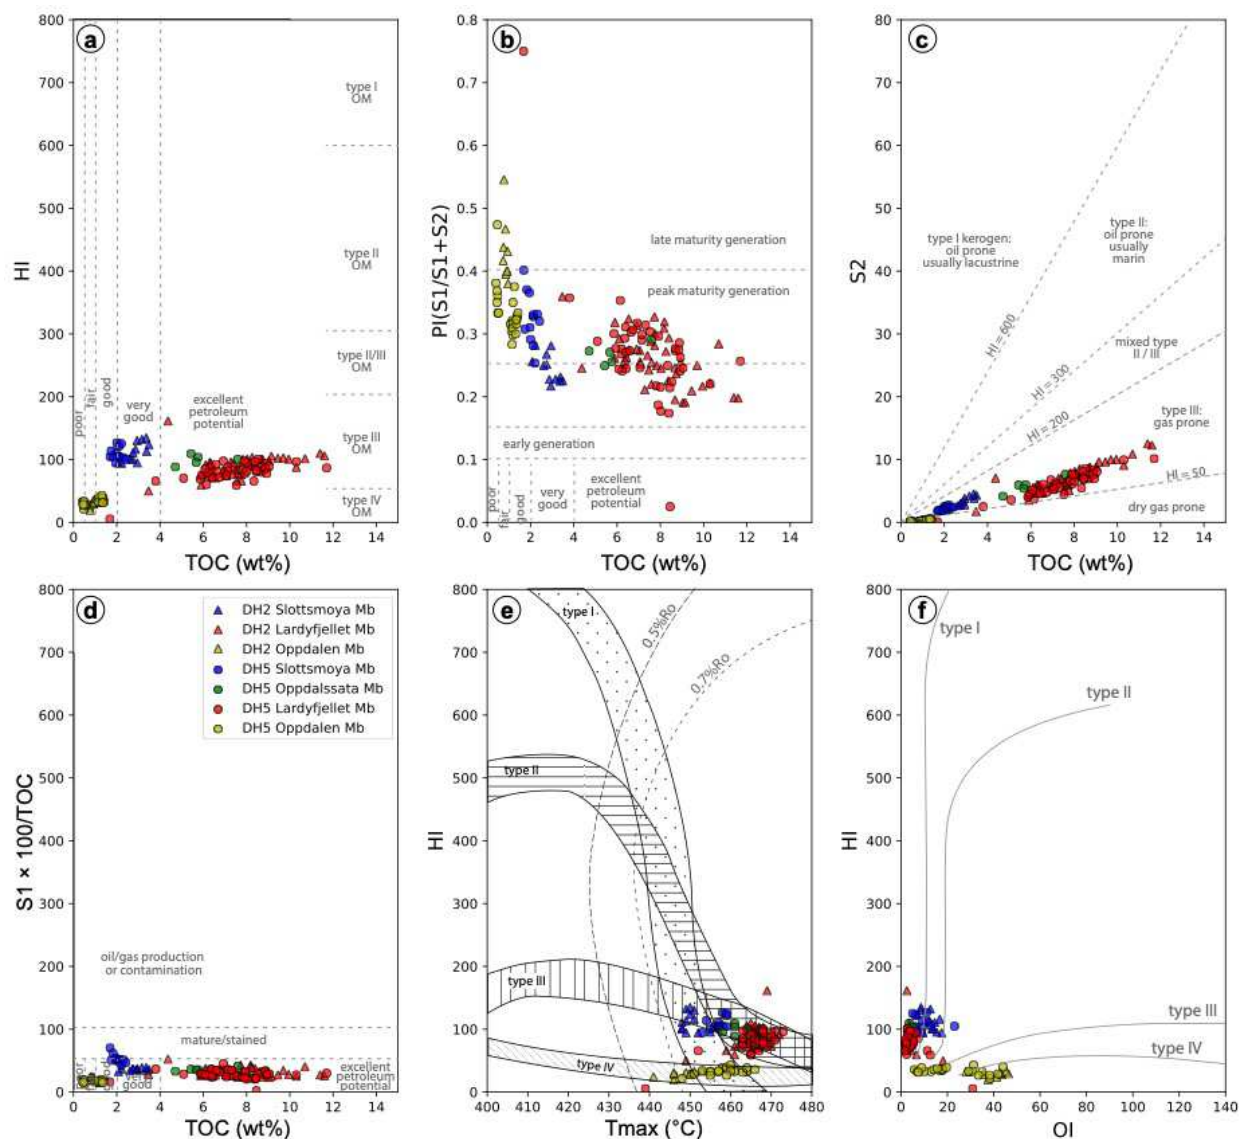 a
HI
800
700
600
500
400
300
200
100
0
type I
OM
type II
OM
type II/III
OM
type III
OM
type IV
OM
poor
fair
good
very
good
excellent
petroleum
potential
0 2 4 6 8 10 12 14
TOC (wt%)
b
PI(S1/S1+S2)
0.8
0.7
0.6
0.5
0.4
0.3
0.2
0.1
0.0
late maturity generation
peak maturity generation
early generation
poor
fair
good
very
good
excellent
petroleum
potential
0 2 4 6 8 10 12 14
TOC (wt%)
c
S2
80
70
60
50
40
30
20
10
0
type I kerogen:
oil prone
usually lacustrine
type II:
oil prone
usually
marin
HI = 600
mixed type
II / III
HI = 300
HI = 200
type III:
gas prone
HI = 50
dry gas prone
0 2 4 6 8 10 12 14
TOC (wt%)
d
S1 × 100/TOC
800
700
600
500
400
300
200
100
0
DH2 Slottsmoya Mb
DH2 Lardyfjellet Mb
DH2 Oppdalen Mb
DH5 Slottsmoya Mb
DH5 Oppdalssata Mb
DH5 Lardyfjellet Mb
DH5 Oppdalen Mb
oil/gas production
or contamination
mature/stained
very
good
excellent
petroleum
potential
0 2 4 6 8 10 12 14
TOC (wt%)
e
HI
800
700
600
500
400
300
200
100
0
type I
0.5%Ro
0.7%Ro
type II
type III
type IV
400 410 420 430 440 450 460 470 480
Tmax (°C)
f
HI
800
700
600
500
400
300
200
100
0
type I
type II
type III
type IV
0 20 40 60 80 100 120 140
OI